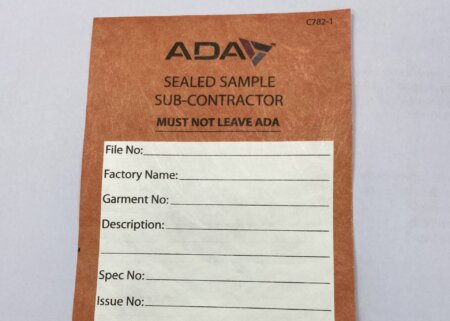 C782-1
ADA
SEALED SAMPLE
SUB-CONTRACTOR
MUST NOT LEAVE ADA
File No:
Factory Name:
Garment No:
Description:
Spec No:
Issue No: